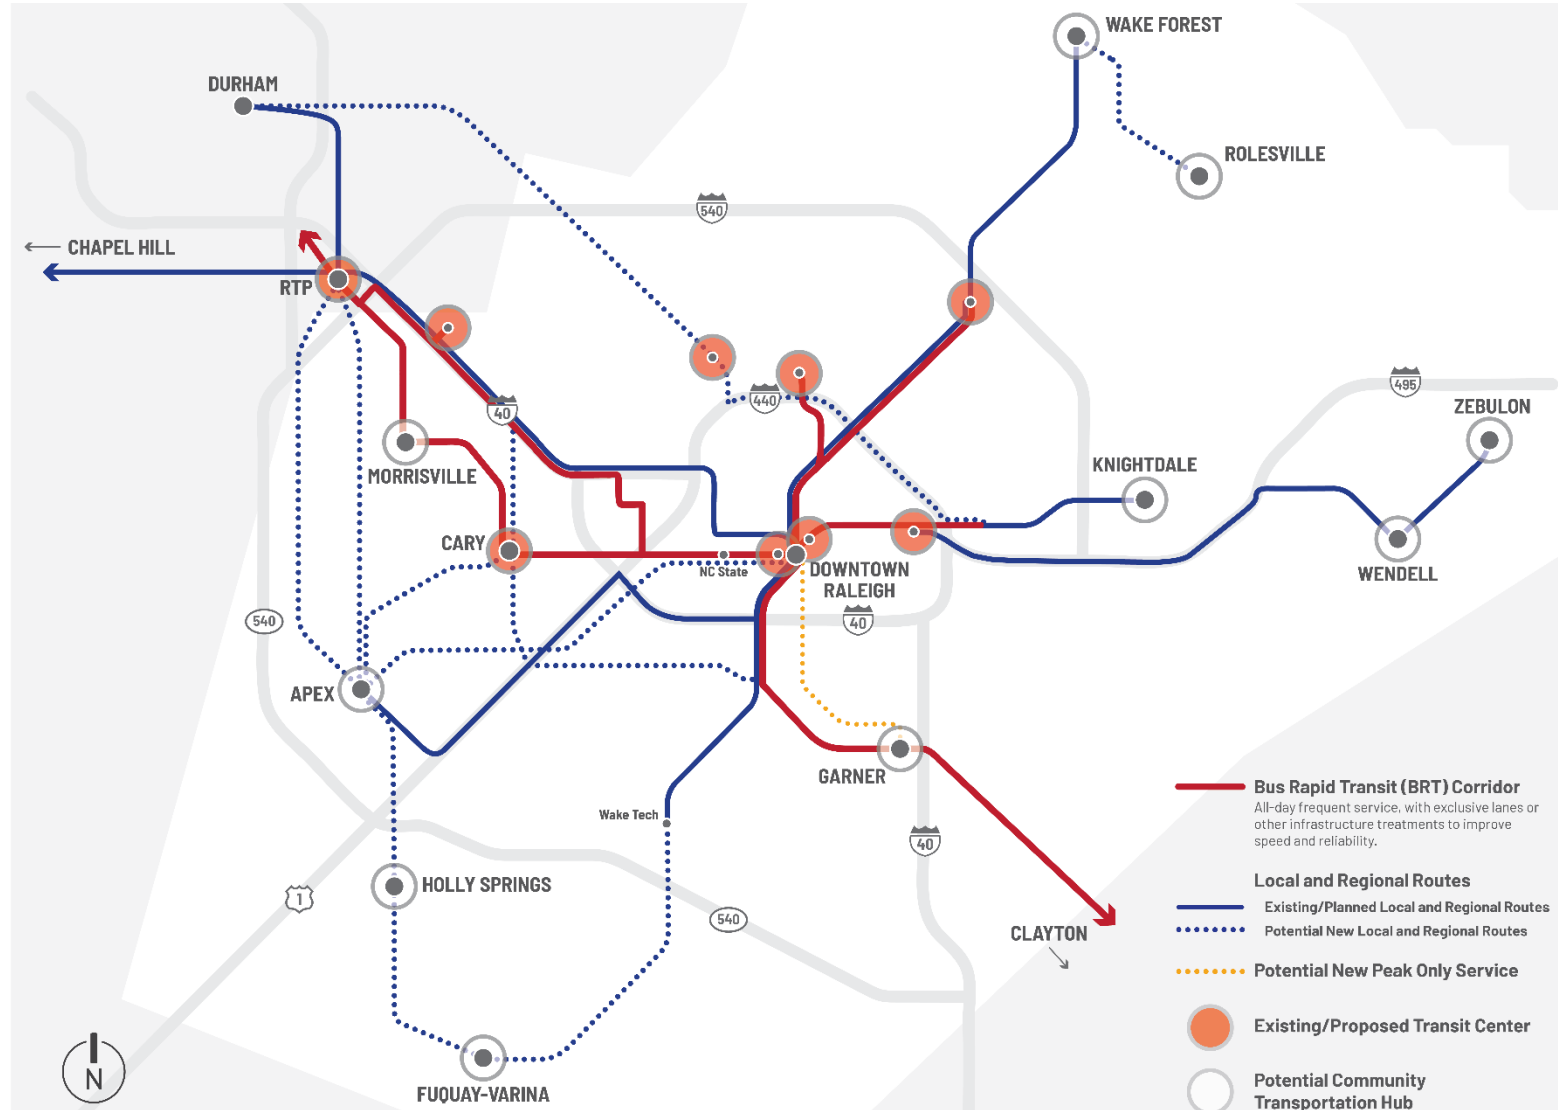 WAKE FOREST
DURHAM
ROLESVILLE
540
← CHAPEL HILL
RTP
495
440
40
ZEBULON
KNIGHTDALE
MORRISVILLE
CARY
NC State
DOWNTOWN
RALEIGH
WENDELL
540
40
APEX
GARNER
Wake Tech
40
Bus Rapid Transit (BRT) Corridor
All-day frequent service, with exclusive lanes or
other infrastructure treatments to improve
speed and reliability.
Local and Regional Routes
Existing/Planned Local and Regional Routes
Potential New Local and Regional Routes
Potential New Peak Only Service
Existing/Proposed Transit Center
Potential Community
Transportation Hub
HOLLY SPRINGS
1
540
CLAYTON
N
FUQUAY-VARINA